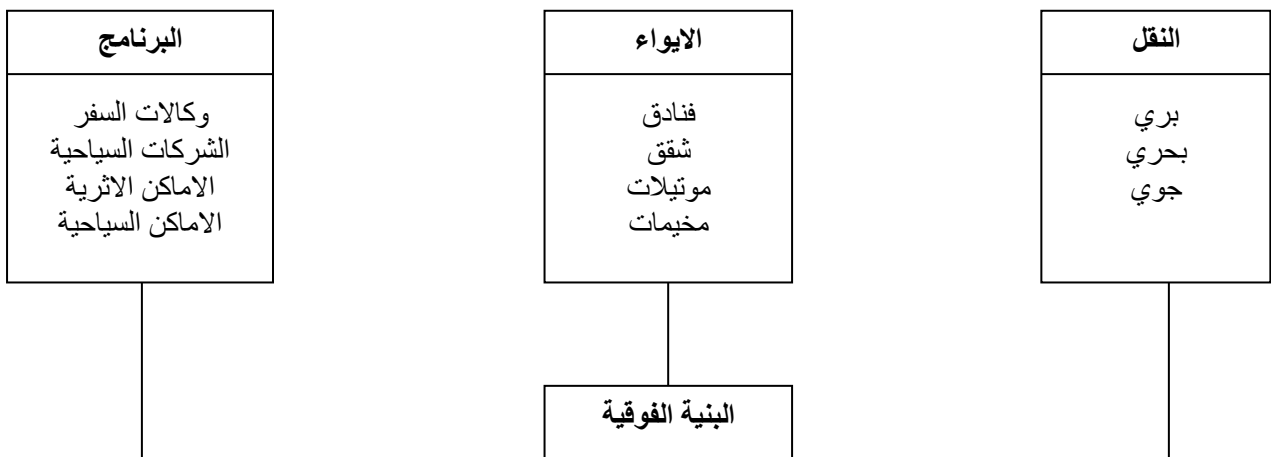 النقل
بري
بحري
جوي
الايواء
فنادق
شقق
موتيلات
مخيمات
البرنامج
وكالات السفر
الشركات السياحية
الاماكن الاثرية
الاماكن السياحية
البنية الفوقية